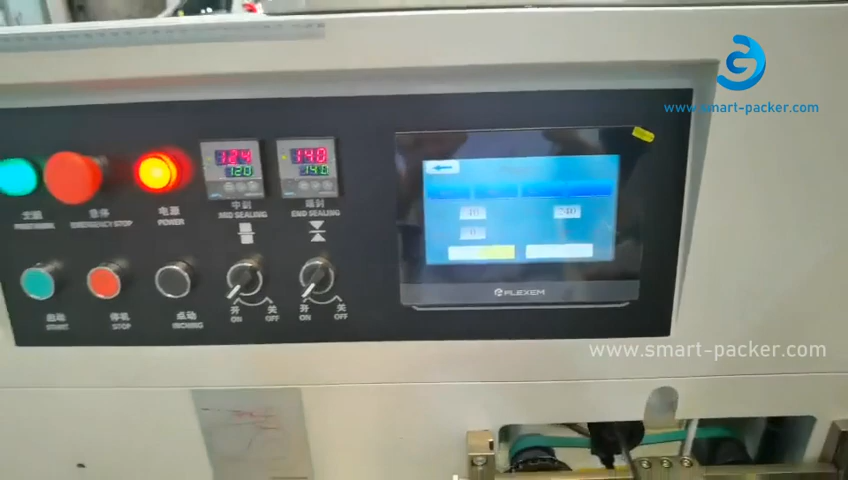 www.smart-packer.com
124
120
140
140
急停
EMERGENCY STOP
电源
POWER
中封
MID SEALING
端封
END SEALING
FLEXEM
启动
START
停机
STOP
点动
INCHING
开
ON
关
OFF
开
ON
关
OFF
www.smart-packer.com